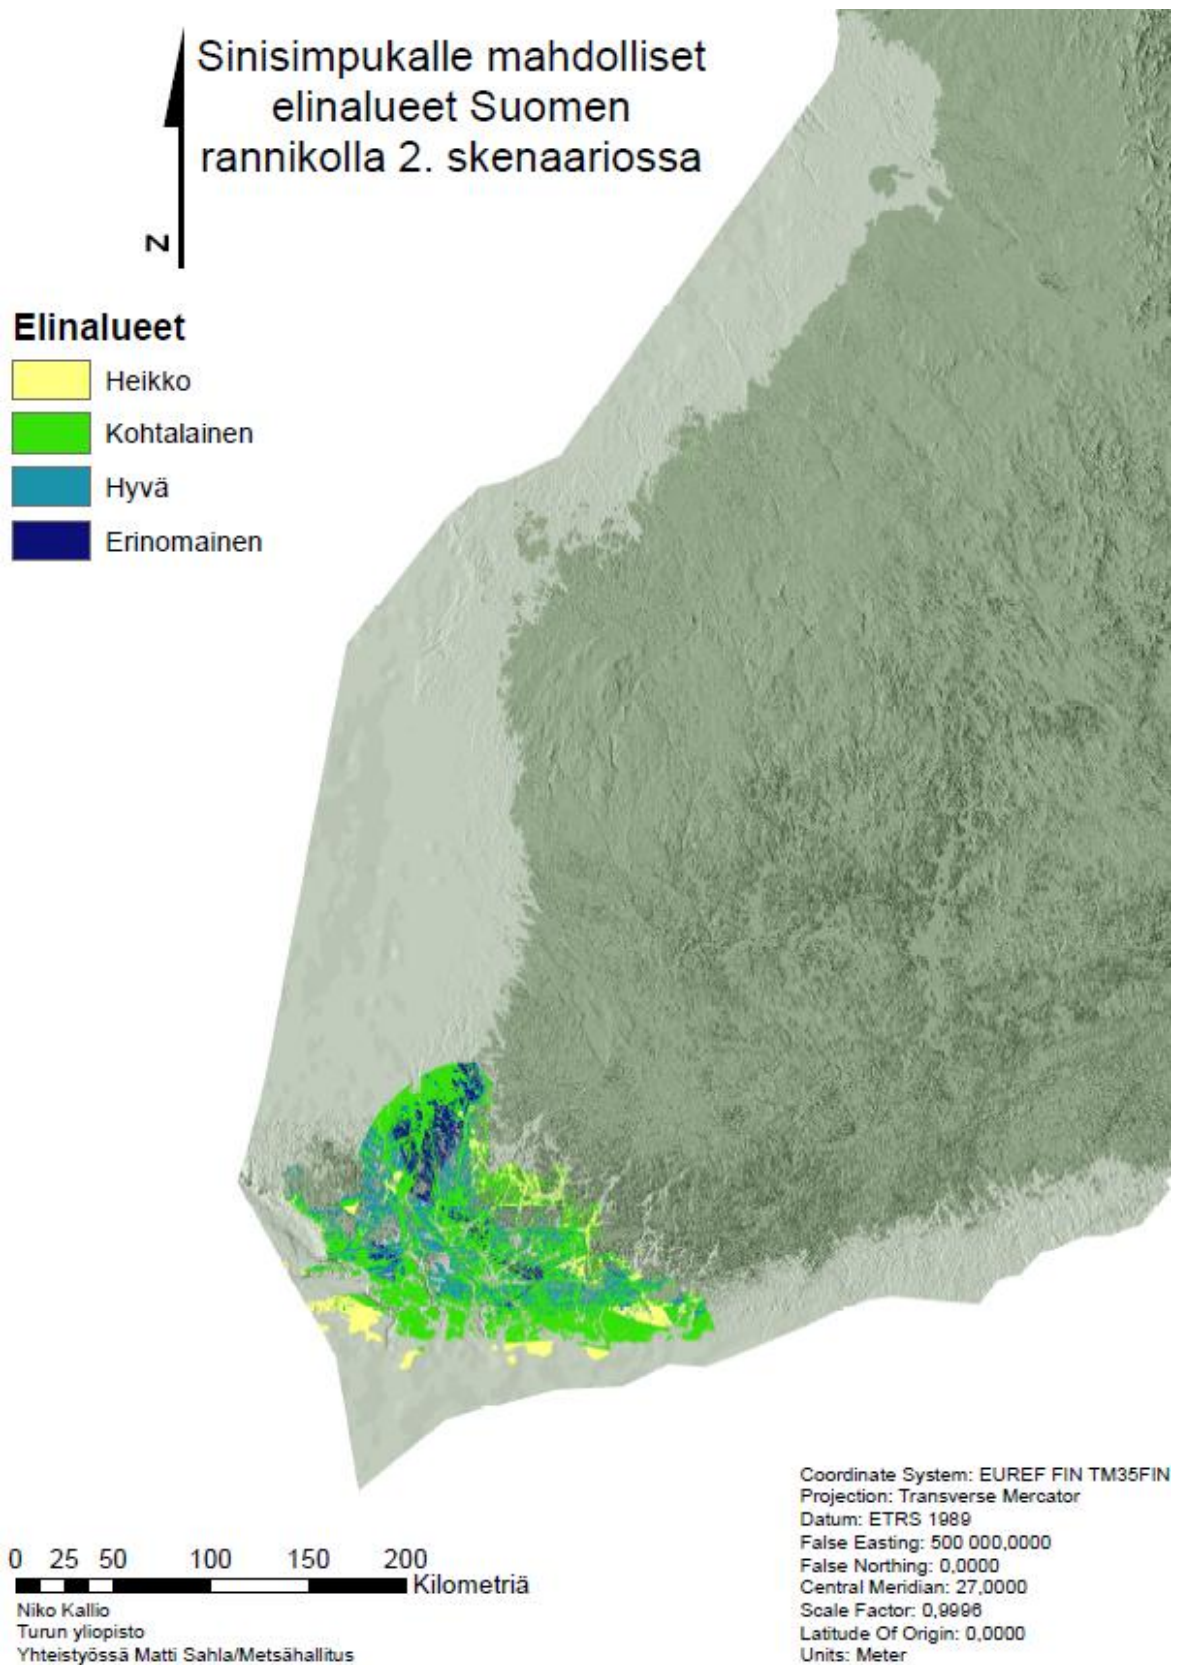 Sinisimpukalle mahdolliset
elinalueet Suomen
rannikolla 2. skenaariossa
N
Elinalueet
Heikko
Kohtalainen
Hyvä
Erinomainen
0 25 50 100 150 200
Kilometriä
Niko Kallio
Turun yliopisto
Yhteistyössä Matti Sahla/Metsähallitus
Coordinate System: EUREF FIN TM35FIN
Projection: Transverse Mercator
Datum: ETRS 1989
False Easting: 500 000,0000
False Northing: 0,0000
Central Meridian: 27,0000
Scale Factor: 0,9996
Latitude Of Origin: 0,0000
Units: Meter